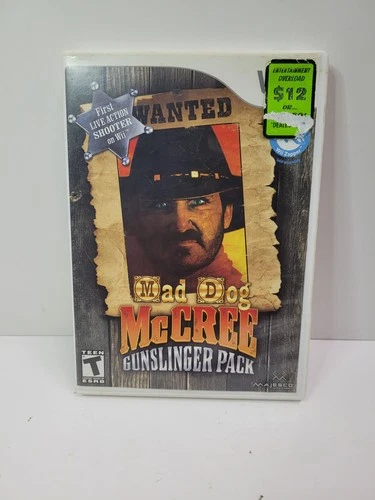 ENTERTAINMENT
OVERLOAD
$12
First
LIVE ACTION
SHOOTER
on Wii
WANTED
Mad Dog
McCREE
GUNSLINGER PACK
TEEN
T
ESRB
MAJESCO